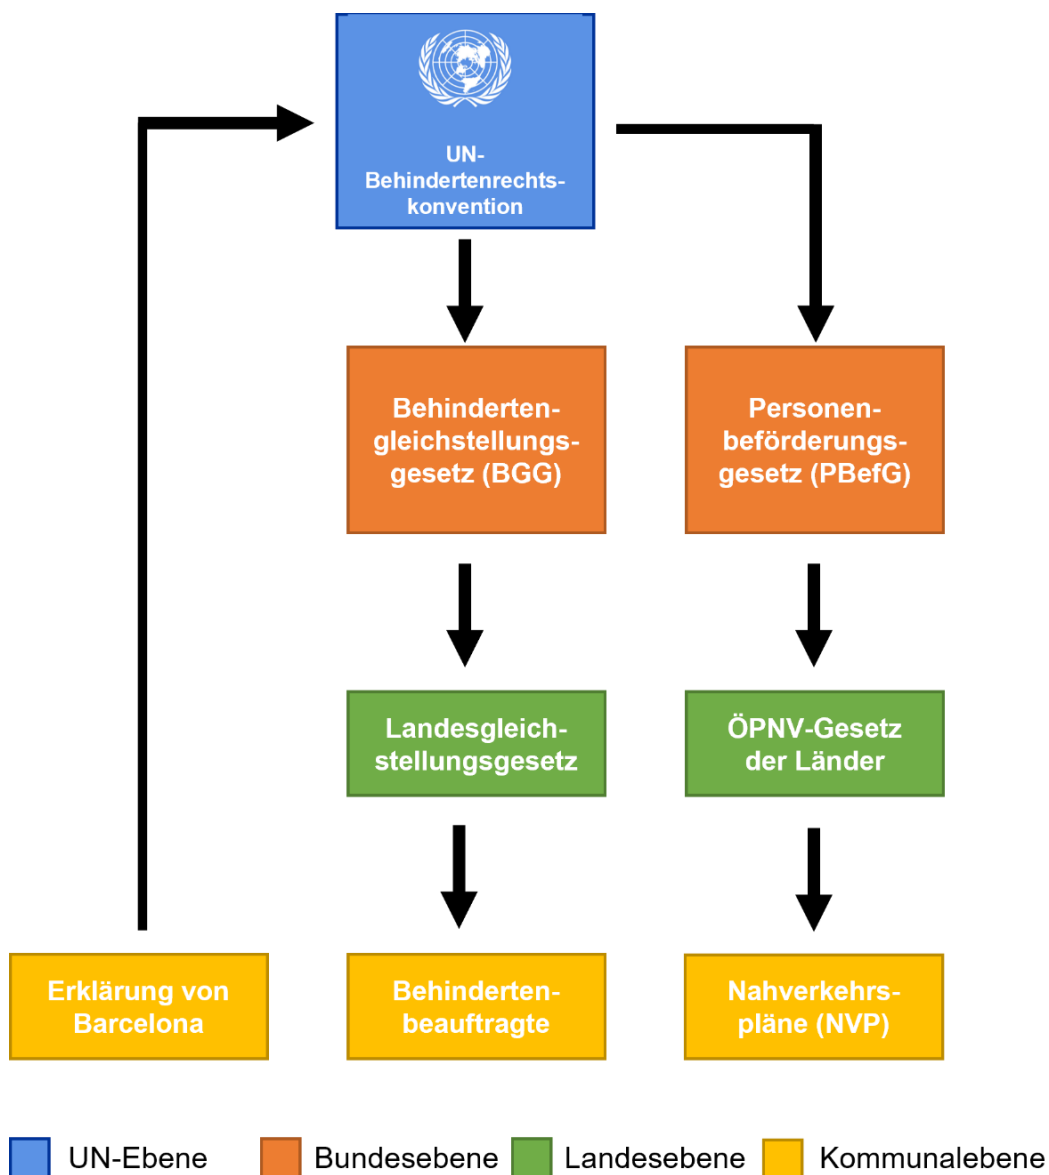 UN-
Behindertenrechts-
konvention
Behinderten-
gleichstellungs-
gesetz (BGG)
Personen-
beförderungs-
gesetz (PBefG)
Landesgleich-
stellungsgesetz
ÖPNV-Gesetz
der Länder
Erklärung von
Barcelona
Behinderten-
beauftragte
Nahverkehrs-
pläne (NVP)
UN-Ebene
Bundesebene
Landesebene
Kommunalebene